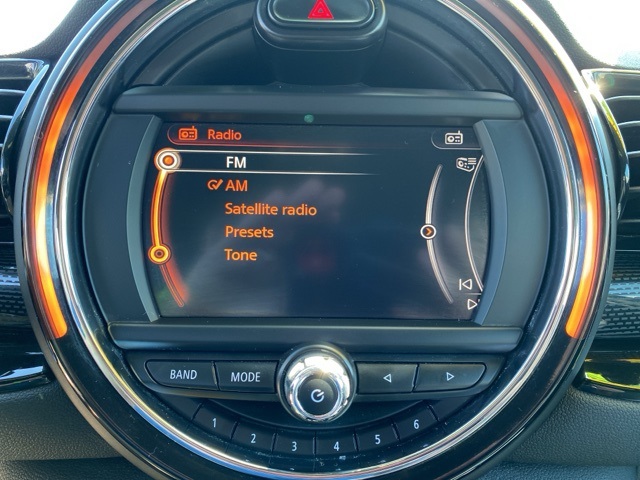 Radio
FM
AM
Satellite radio
Presets
Tone
BAND MODE
1 2 3 4 5 6